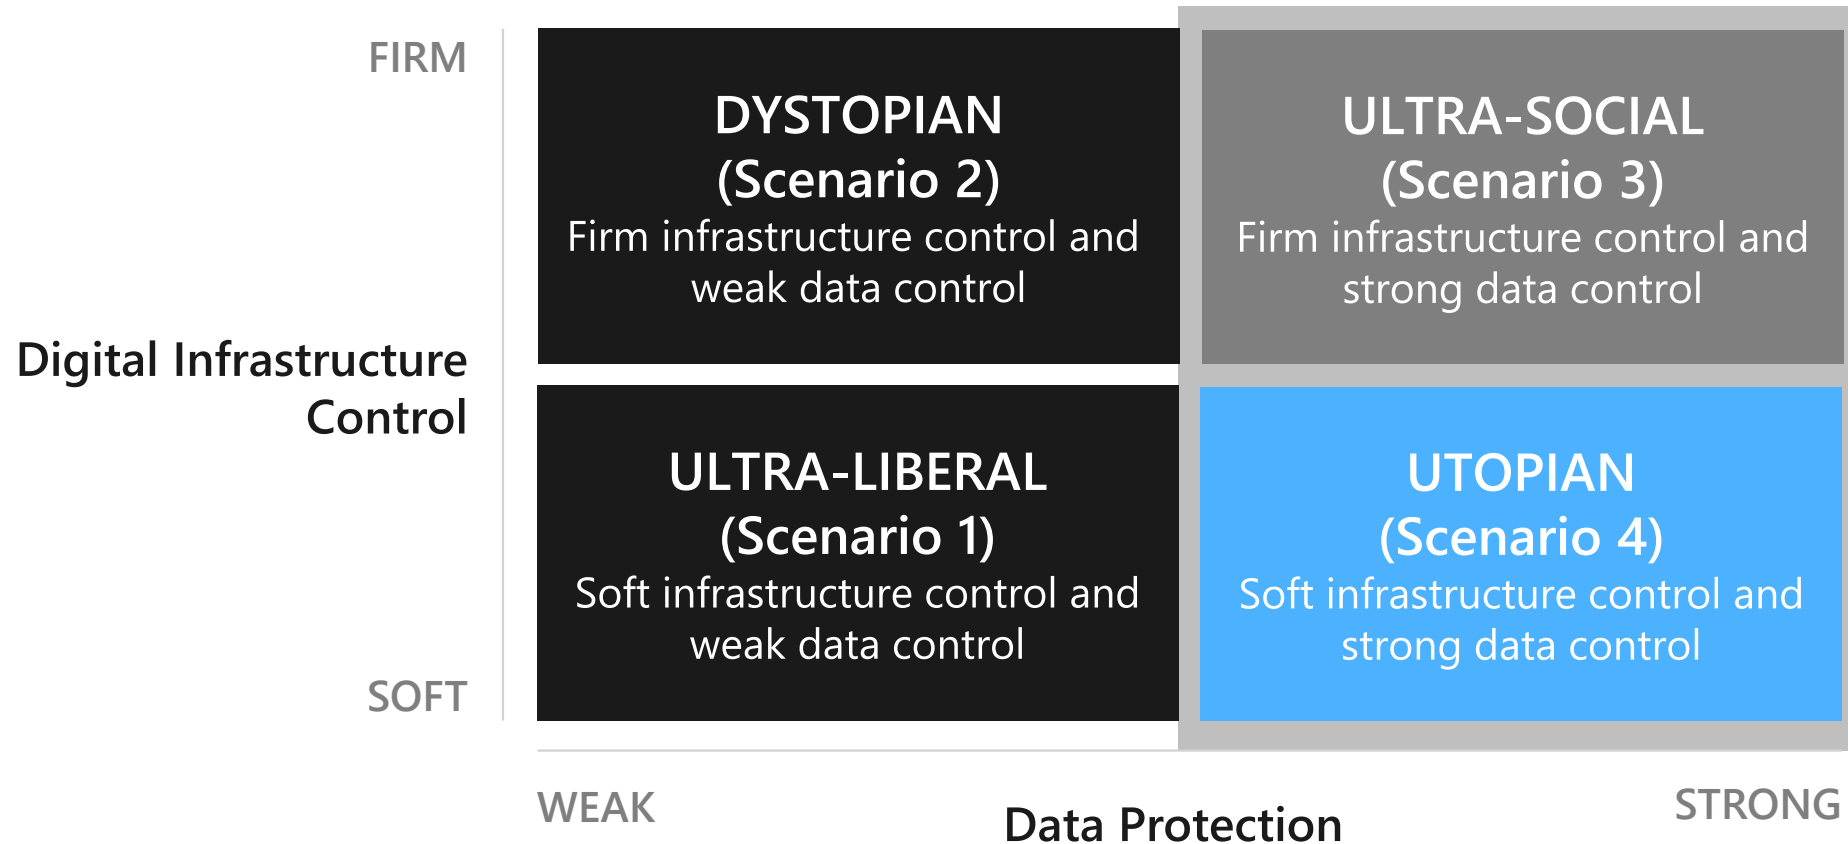 FIRM
DYSTOPIAN
(Scenario 2)
Firm infrastructure control and
weak data control
ULTRA-SOCIAL
(Scenario 3)
Firm infrastructure control and
strong data control
Digital Infrastructure
Control
ULTRA-LIBERAL
(Scenario 1)
Soft infrastructure control and
weak data control
UTOPIAN
(Scenario 4)
Soft infrastructure control and
strong data control
SOFT
WEAK
Data Protection
STRONG